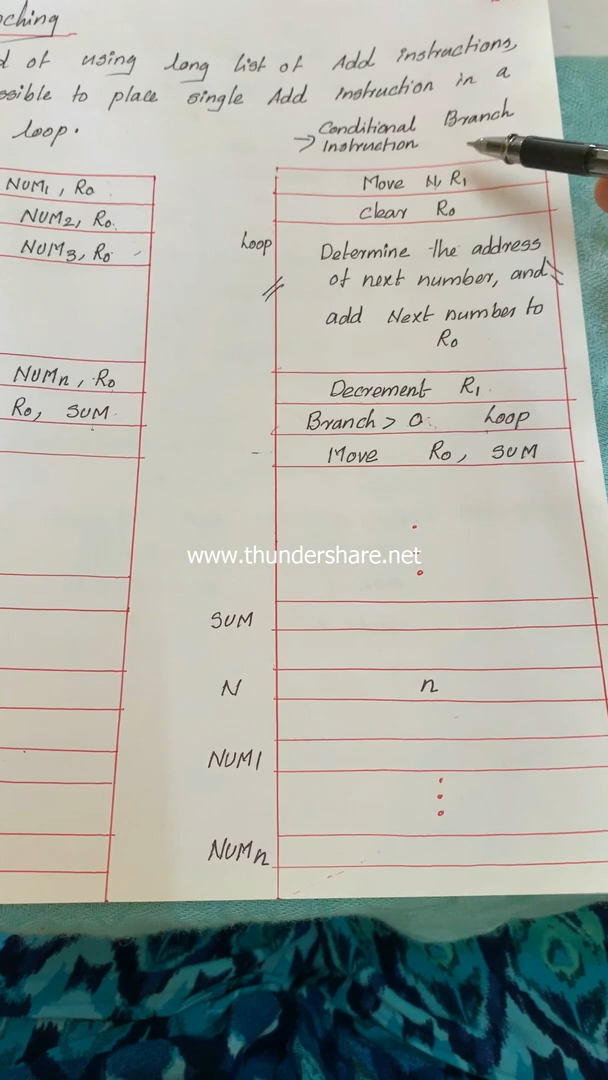 d of using long list of Add instructions,
ssible to place single Add instruction in a
loop.
→ Conditional Branch
Instruction
NUM1, R0
NUM2, R0.
NUM3, R0
NUMn, R0
R0, SUM
Move N, R1
Clear R0
Loop
Determine the address
of next number, and
add Next number to
R0
Decrement R1
Branch > 0 Loop
Move R0, SUM
www.thundershare.net
SUM
N n
NUM1
NUMn